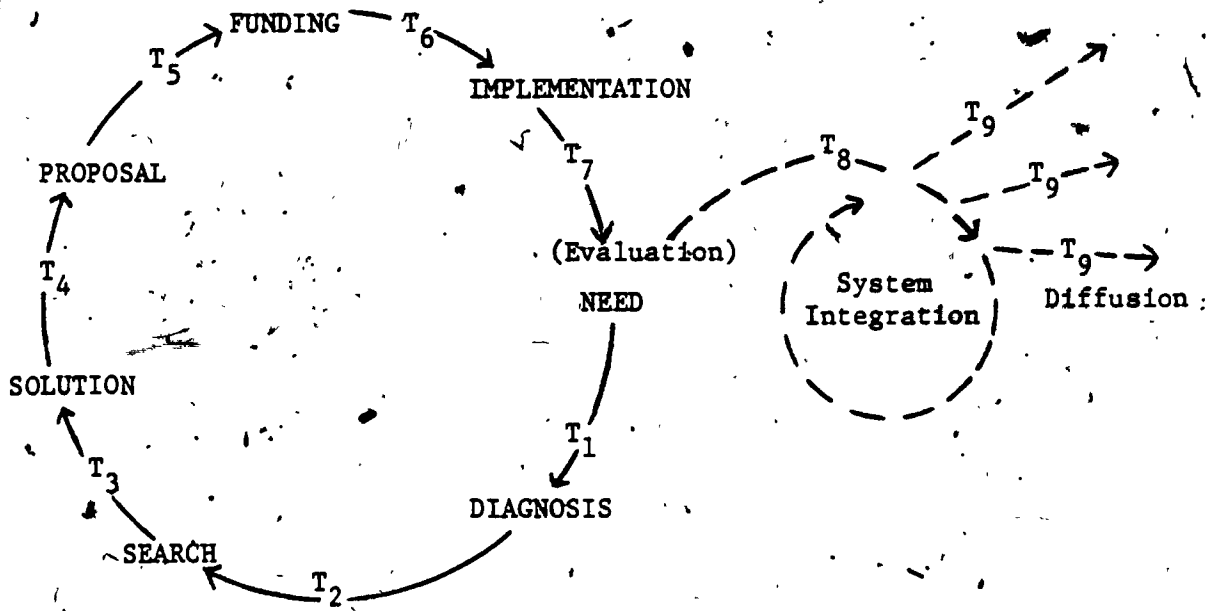 FUNDING
T6
T5
IMPLEMENTATION
T9
T7
T8
PROPOSAL
T9
(Evaluation)
T9
T4
System
NEED
Diffusion
Integration
SOLUTION
T1
T3
DIAGNOSIS
SEARCH
T2